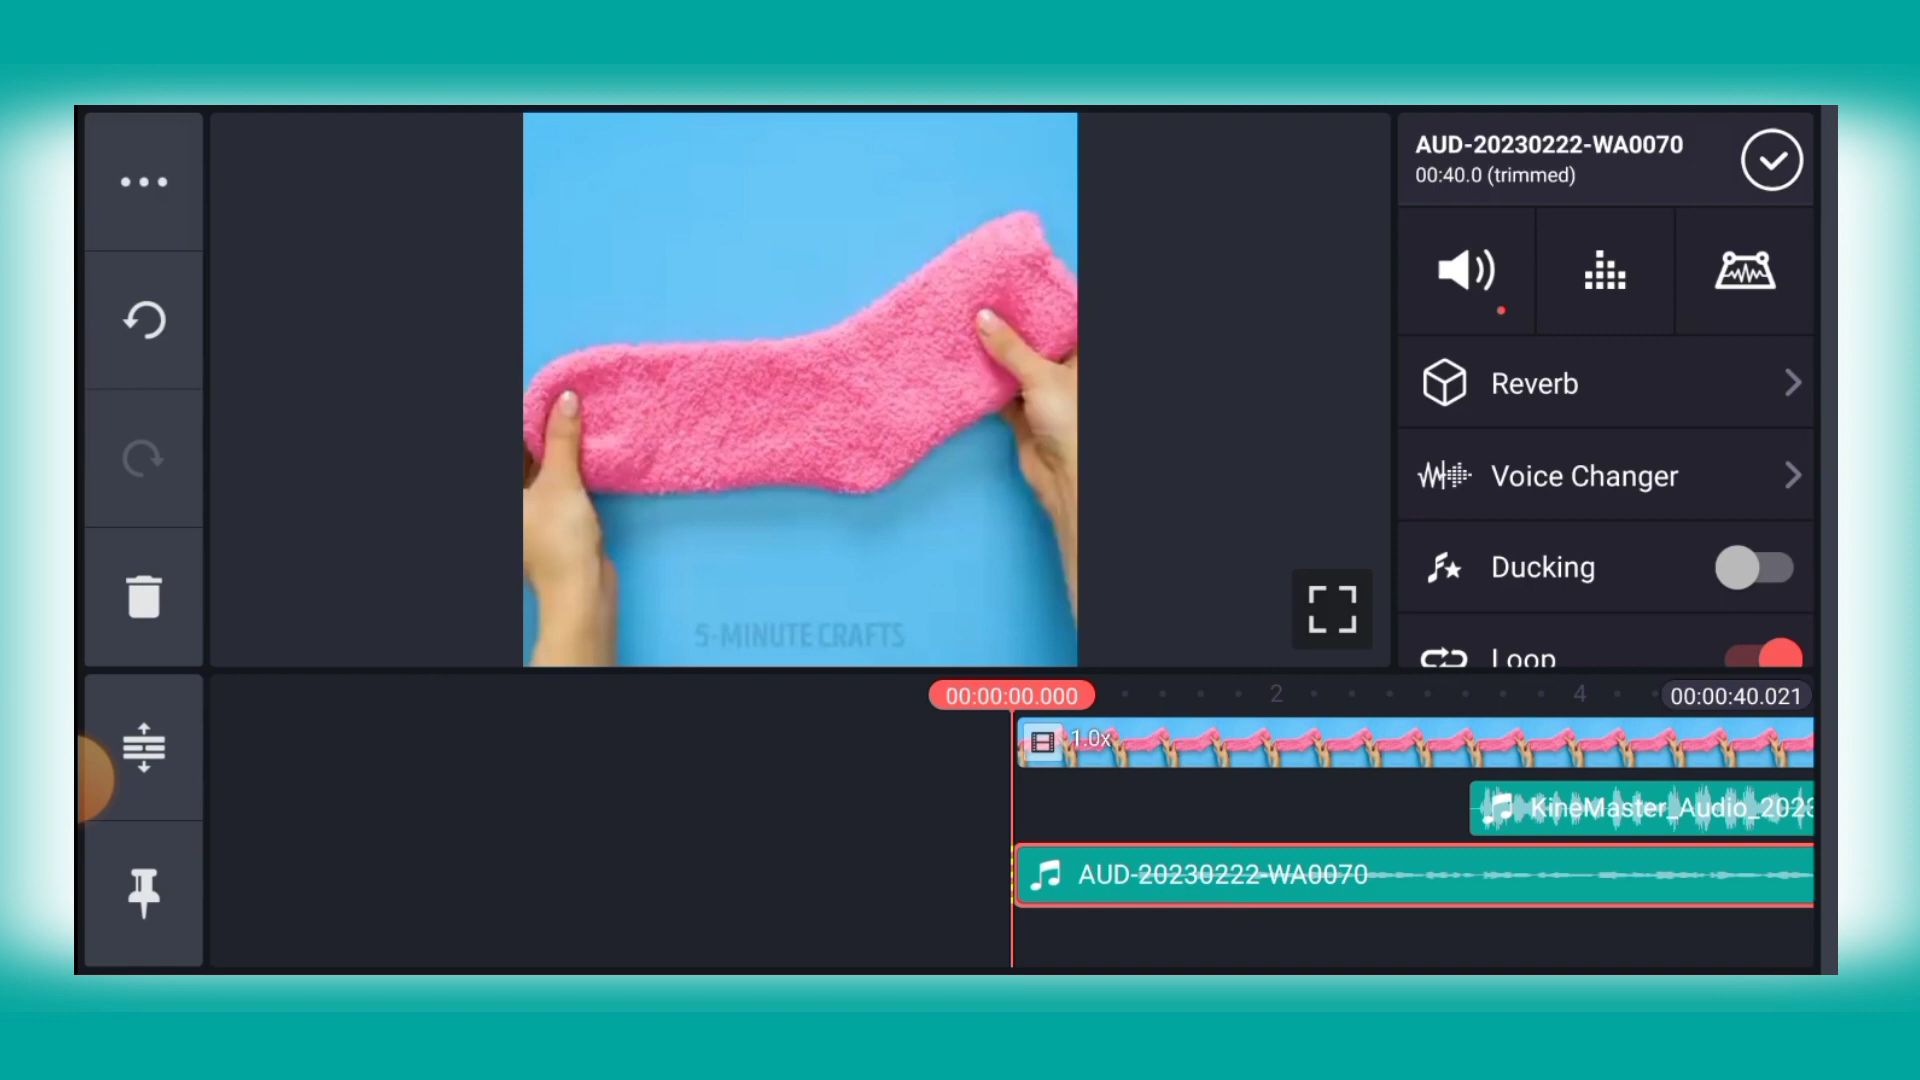 AUD-20230222-WA0070
00:40.0 (trimmed)
Reverb
Voice Changer
Ducking
Loop
5-MINUTE CRAFTS
00:00:00.000
2
4
00:00:40.021
1.0x
KineMaster_Audio_2023
AUD-20230222-WA0070